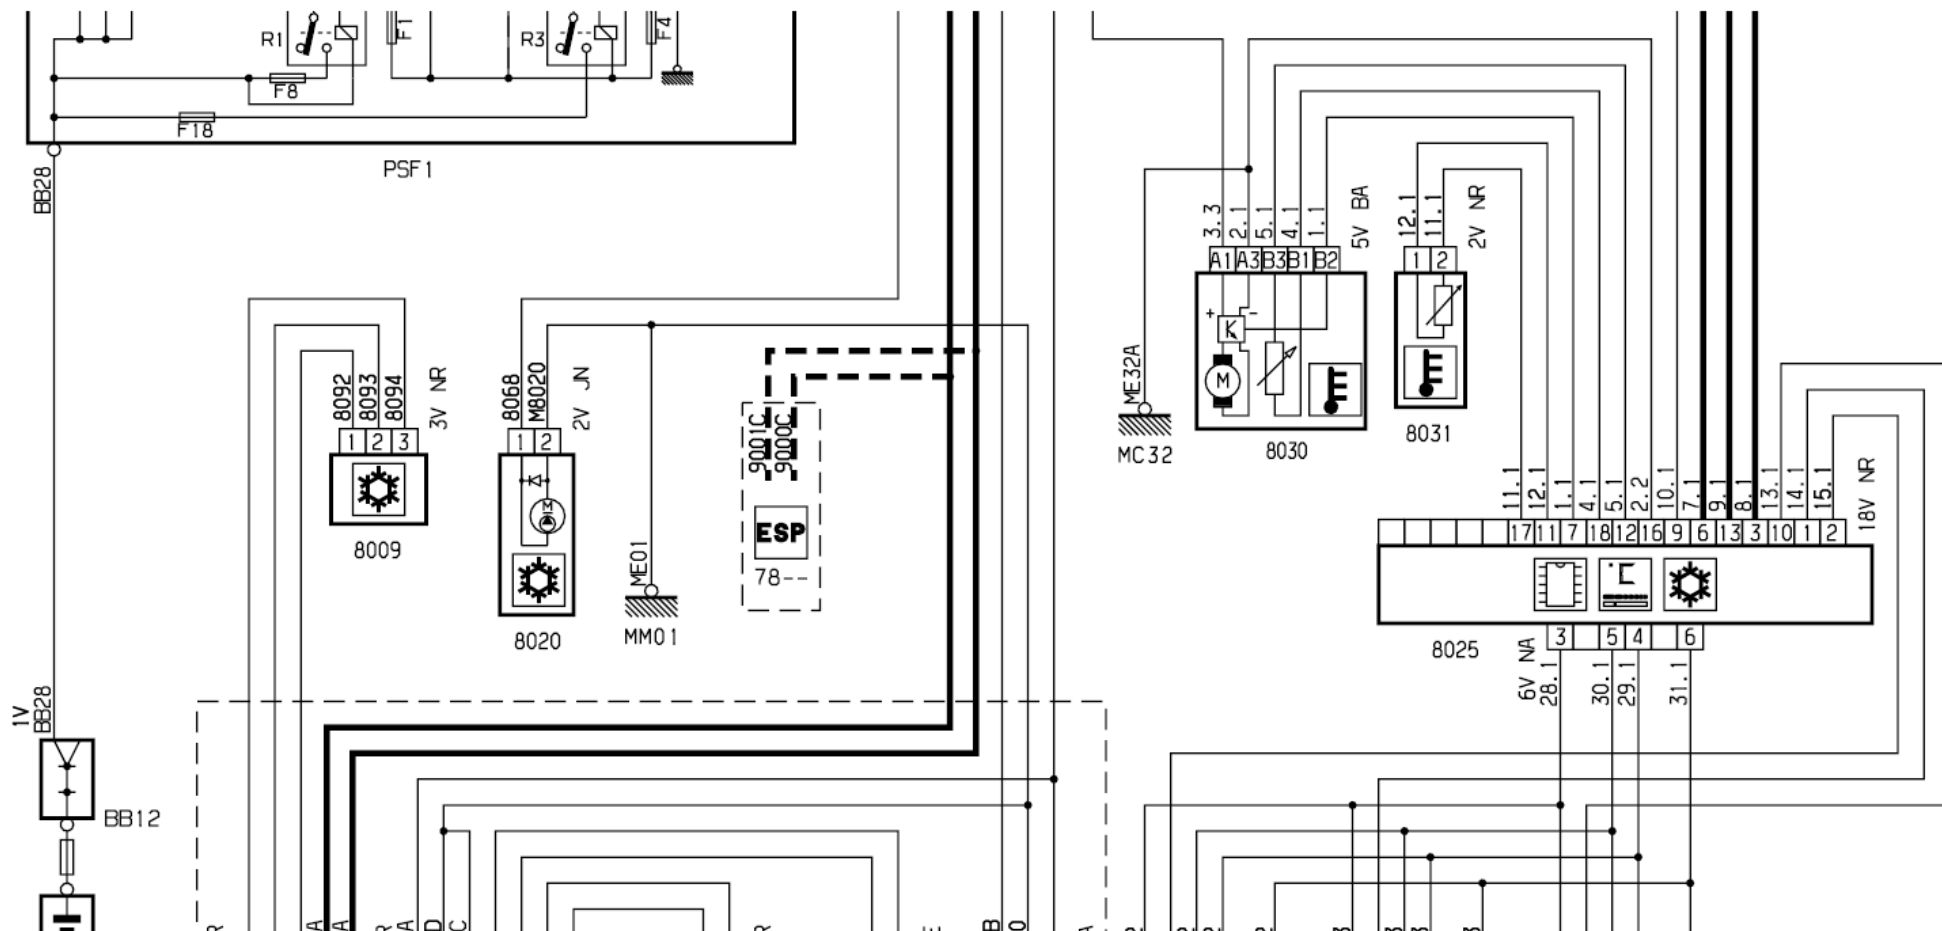 R1
F1
R3
F4
F8
F18
PSF1
BB28
3.3
2.1
5.1
4.1
1.1
5V BA
12.1
11.1
2V NR
A1 A3 B3 B1 B2
1 2
+
-
K
M
8030
8031
ME32A
MC32
8092
8093
8094
3V NR
1 2 3
8009
8068
M8020
2V JN
1 2
M
8020
ME01
MM01
9001C
9000C
ESP
78--
11.1
12.1
1.1
4.1
5.1
2.2
10.1
7.1
9.1
8.1
13.1
14.1
15.1
18V NR
17 11 7 18 12 16 9 6 13 3 10 1 2
°C
8025
3 5 4 6
6V NA
28.1
30.1
29.1
31.1
1V
BB28
BB12
R
A
A
R
A
D
C
R
B
0
A